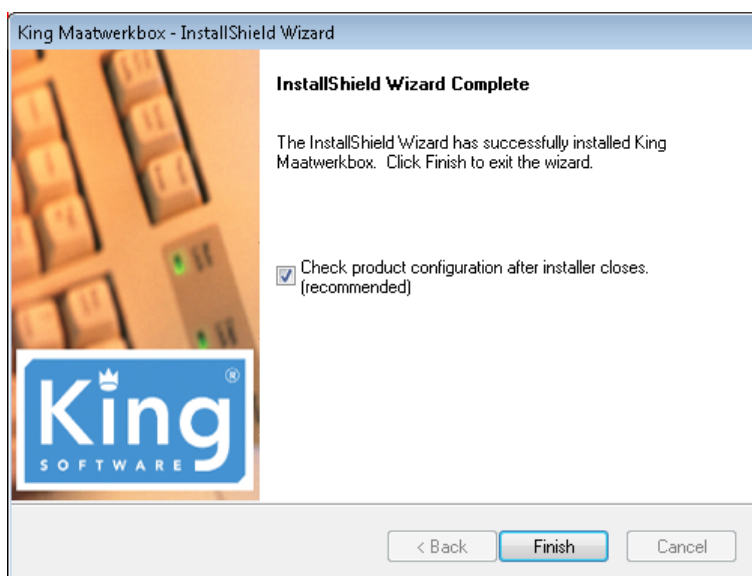 King Maatwerkbox - InstallShield Wizard
InstallShield Wizard Complete
The InstallShield Wizard has successfully installed King
Maatwerkbox. Click Finish to exit the wizard.
Check product configuration after installer closes.
(recommended)
King®
SOFTWARE
< Back
Finish
Cancel